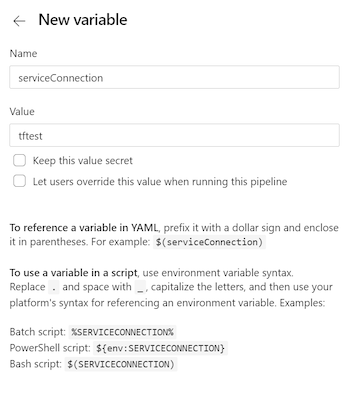 New variable
Name
serviceConnection
Value
tftest
Keep this value secret
Let users override this value when running this pipeline
To reference a variable in YAML, prefix it with a dollar sign and enclose
it in parentheses. For example: $(serviceConnection)
To use a variable in a script, use environment variable syntax.
Replace . and space with _, capitalize the letters, and then use your
platform's syntax for referencing an environment variable. Examples:
Batch script: %SERVICECONNECTION%
PowerShell script: ${env:SERVICECONNECTION}
Bash script: $(SERVICECONNECTION)